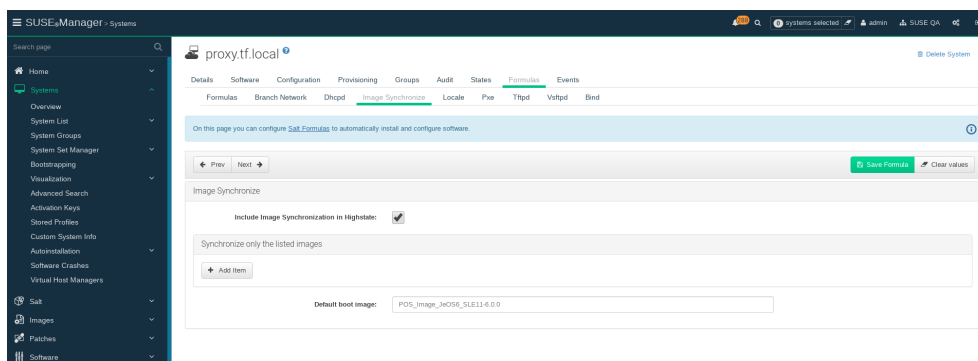 SUSE®Manager > Systems
systems selected
admin
SUSE QA
Search page
Home
Systems
Overview
System List
System Groups
System Set Manager
Bootstrapping
Visualization
Advanced Search
Activation Keys
Stored Profiles
Custom System Info
Autoinstallation
Software Crashes
Virtual Host Managers
Salt
Images
Patches
Software
proxy.tf.local ?
Delete System
Details Software Configuration Provisioning Groups Audit States Formulas Events
Formulas Branch Network Dhcpd Image Synchronize Locale Pxe Tftpd Vsftpd Bind
On this page you can configure Salt Formulas to automatically install and configure software.
Prev Next
Save Formula Clear values
Image Synchronize
Include Image Synchronization in Highstate:
Synchronize only the listed images
+ Add Item
Default boot image: POS_Image_JeOS6_SLE11-6.0.0